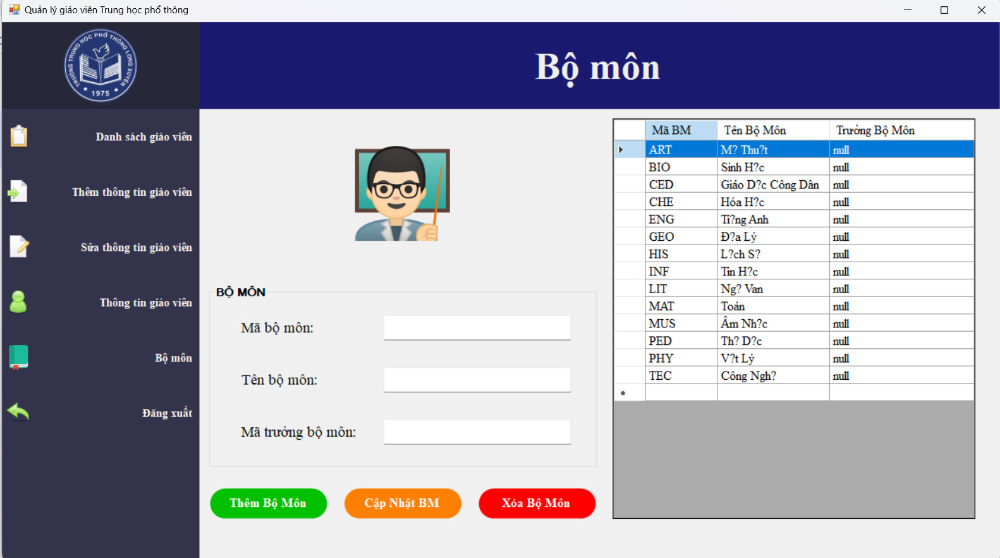 Quản lý giáo viên Trung học phổ thông
TRƯỜNG TRUNG HỌC PHỔ THÔNG LONG XUYÊN
★ 1975 ★
Bộ môn
Danh sách giáo viên
Thêm thông tin giáo viên
Sửa thông tin giáo viên
Thông tin giáo viên
Bộ môn
Đăng xuất
BỘ MÔN
Mã bộ môn:
Tên bộ môn:
Mã trưởng bộ môn:
Thêm Bộ Môn Cập Nhật BM Xóa Bộ Môn
Mã BM Tên Bộ Môn Trưởng Bộ Môn
ART M? Thu?t null
BIO Sinh H?c null
CED Giáo D?c Công Dân null
CHE Hóa H?c null
ENG Ti?ng Anh null
GEO Đ?a Lý null
HIS L?ch S? null
INF Tin H?c null
LIT Ng? Van null
MAT Toán null
MUS Âm Nh?c null
PED Th? D?c null
PHY V?t Lý null
TEC Công Ngh? null